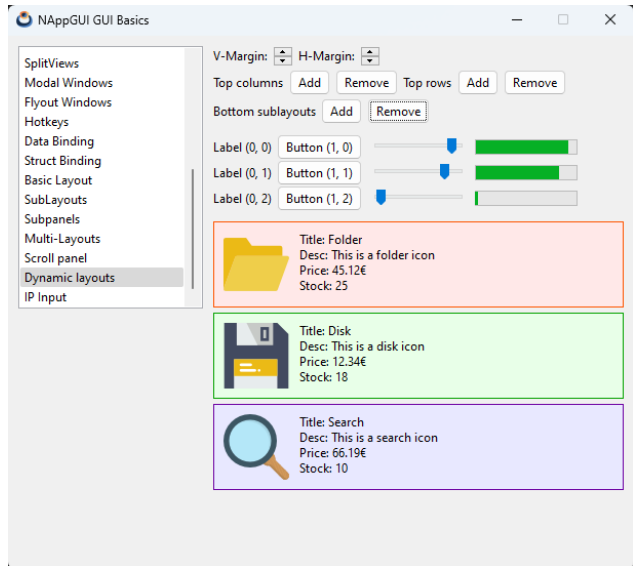 NAppGUI GUI Basics
SplitViews
Modal Windows
Flyout Windows
Hotkeys
Data Binding
Struct Binding
Basic Layout
SubLayouts
Subpanels
Multi-Layouts
Scroll panel
Dynamic layouts
IP Input
V-Margin: H-Margin:
Top columns Add Remove Top rows Add Remove
Bottom sublayouts Add Remove
Label (0, 0) Button (1, 0)
Label (0, 1) Button (1, 1)
Label (0, 2) Button (1, 2)
Title: Folder
Desc: This is a folder icon
Price: 45.12€
Stock: 25
Title: Disk
Desc: This is a disk icon
Price: 12.34€
Stock: 18
Title: Search
Desc: This is a search icon
Price: 66.19€
Stock: 10